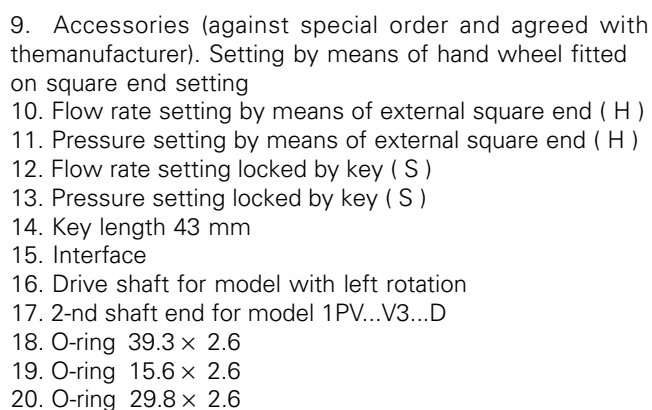 9. Accessories (against special order and agreed with
themanufacturer). Setting by means of hand wheel fitted
on square end setting
10. Flow rate setting by means of external square end ( H )
11. Pressure setting by means of external square end ( H )
12. Flow rate setting locked by key ( S )
13. Pressure setting locked by key ( S )
14. Key length 43 mm
15. Interface
16. Drive shaft for model with left rotation
17. 2-nd shaft end for model 1PV...V3...D
18. O-ring 39.3 × 2.6
19. O-ring 15.6 × 2.6
20. O-ring 29.8 × 2.6